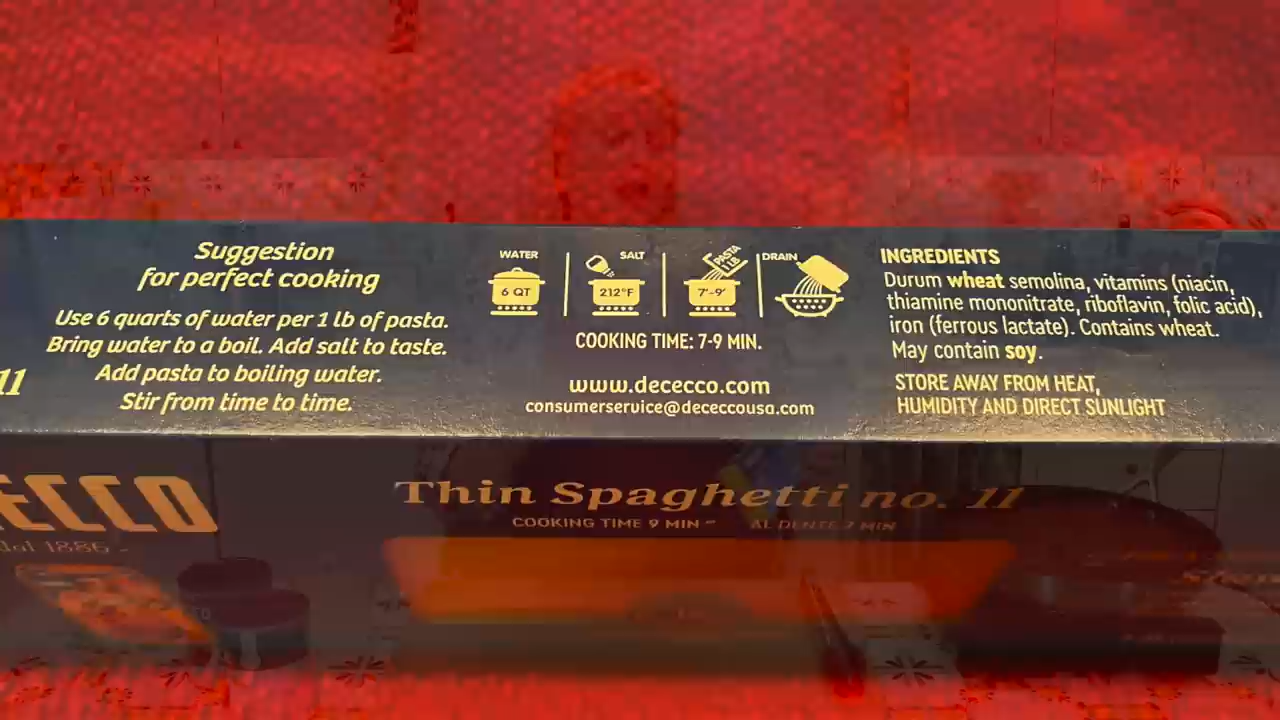 Suggestion
for perfect cooking
Use 6 quarts of water per 1 lb of pasta.
Bring water to a boil. Add salt to taste.
Add pasta to boiling water.
Stir from time to time.
11
WATER
6 QT
SALT
212°F
PASTA
1 LB
7'-9'
DRAIN
COOKING TIME: 7-9 MIN.
www.dececco.com
consumerservice@dececcousa.com
INGREDIENTS
Durum wheat semolina, vitamins (niacin,
thiamine mononitrate, riboflavin, folic acid),
iron (ferrous lactate). Contains wheat.
May contain soy.
STORE AWAY FROM HEAT,
HUMIDITY AND DIRECT SUNLIGHT
ECCO
dal 1886 -
Thin Spaghetti no. 11
COOKING TIME 9 MIN - AL DENTE 7 MIN